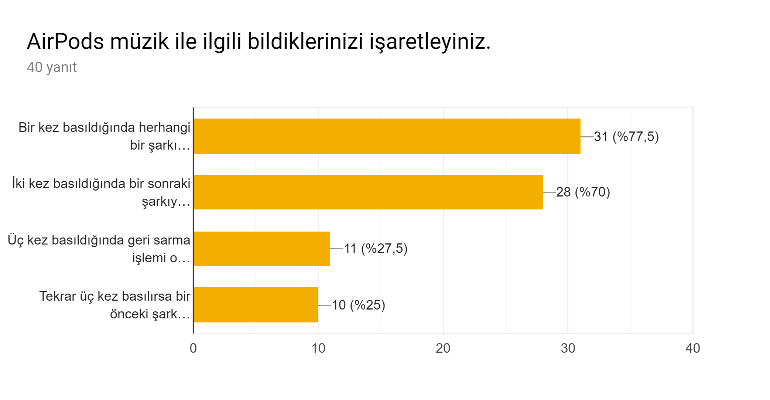 AirPods müzik ile ilgili bildiklerinizi işaretleyiniz.
40 yanıt
Bir kez basıldığında herhangi
bir şarkı…
31 (%77,5)
İki kez basıldığında bir sonraki
şarkıy…
28 (%70)
Üç kez basıldığında geri sarma
işlemi o…
11 (%27,5)
Tekrar üç kez basılırsa bir
önceki şark…
10 (%25)
0 10 20 30 40